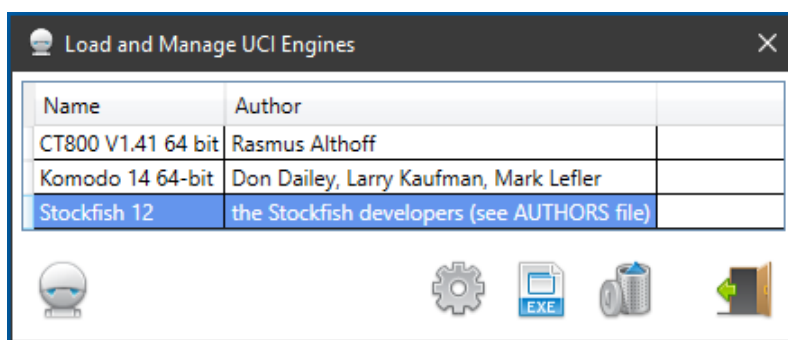 Load and Manage UCI Engines
Name Author
CT800 V1.41 64 bit Rasmus Althoff
Komodo 14 64-bit Don Dailey, Larry Kaufman, Mark Lefler
Stockfish 12 the Stockfish developers (see AUTHORS file)
EXE